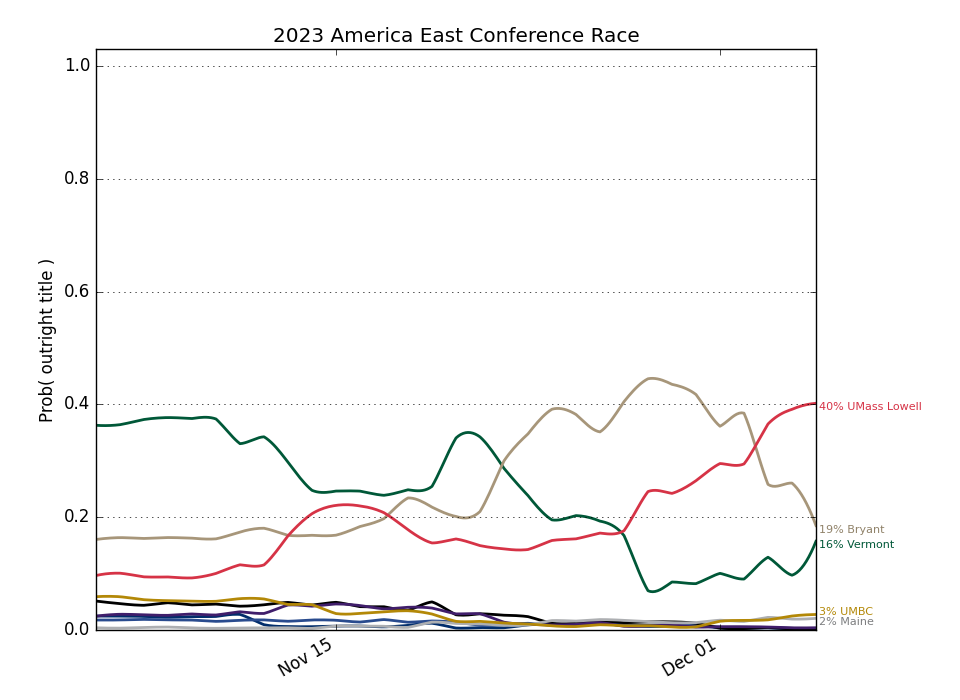 2023 America East Conference Race
1.0
0.8
0.6
0.4
0.2
0.0
Prob( outright title )
Nov 15
Dec 01
40% UMass Lowell
19% Bryant
16% Vermont
3% UMBC
2% Maine